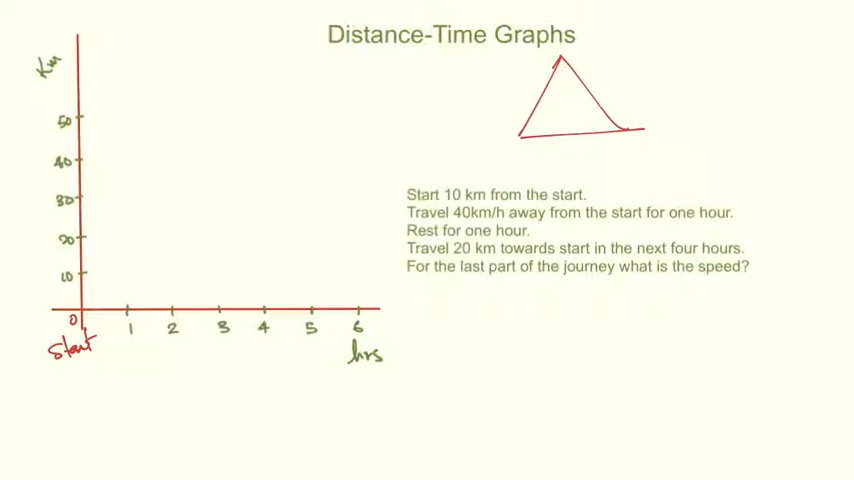 Distance-Time Graphs
Km
50
40
30
20
10
0
1 2 3 4 5 6
Start
hrs
Start 10 km from the start.
Travel 40km/h away from the start for one hour.
Rest for one hour.
Travel 20 km towards start in the next four hours.
For the last part of the journey what is the speed?